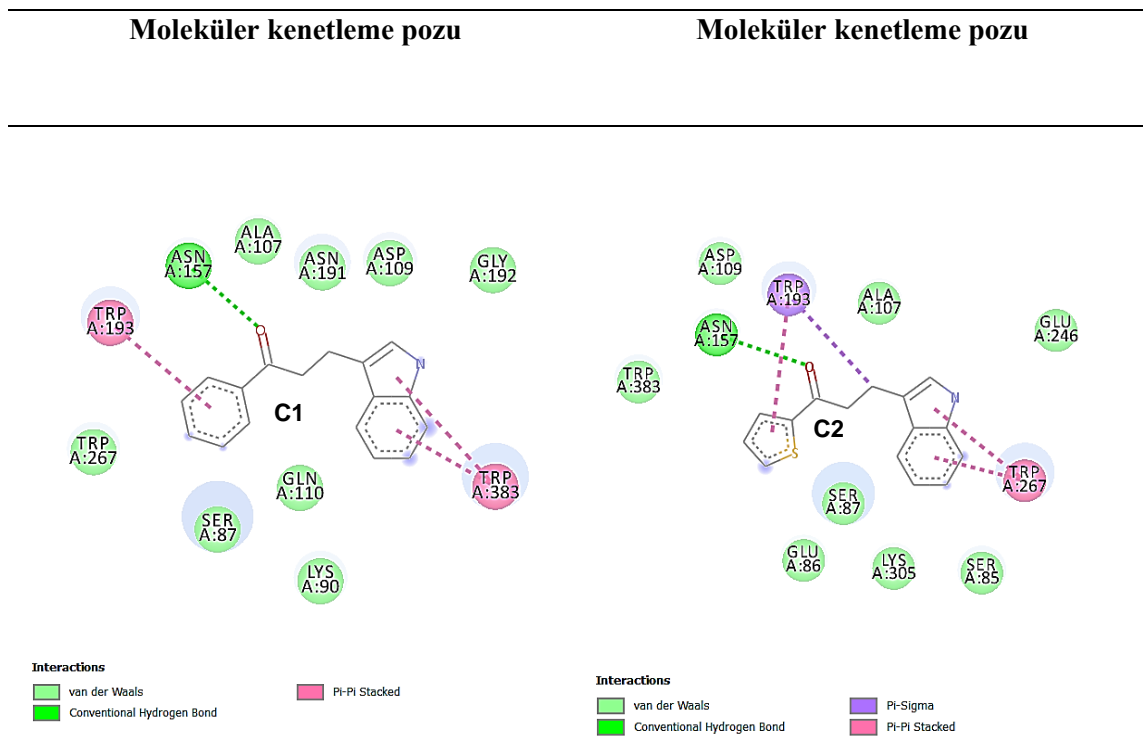 Moleküler kenetleme pozu
Moleküler kenetleme pozu
ALA
A:107
ASN
A:157
ASN
A:191
ASP
A:109
GLY
A:192
TRP
A:193
O
N
C1
TRP
A:267
GLN
A:110
TRP
A:383
SER
A:87
LYS
A:90
Interactions
van der Waals
Conventional Hydrogen Bond
Pi-Pi Stacked
ASP
A:109
TRP
A:193
ALA
A:107
GLU
A:246
ASN
A:157
TRP
A:383
O
N
C2
S
TRP
A:267
SER
A:87
GLU
A:86
LYS
A:305
SER
A:85
Interactions
van der Waals
Conventional Hydrogen Bond
Pi-Sigma
Pi-Pi Stacked